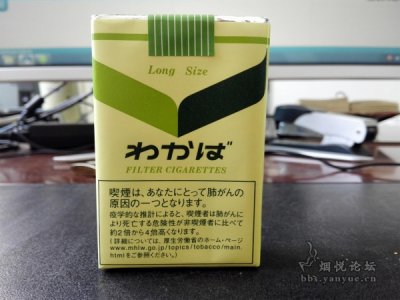 Long Size
わかば
FILTER CIGARETTES
喫煙は、あなたにとって肺がんの
原因の一つとなります。
疫学的な推計によると、喫煙者は肺がんに
より死亡する危険性が非喫煙者に比べて
約2倍から4倍高くなります。
(詳細については、厚生労働省のホーム・ページ
www.mhlw.go.jp/topics/tobacco/main.
htmlをご参照ください。)
烟悦论坛
bbs.yanyue.cn